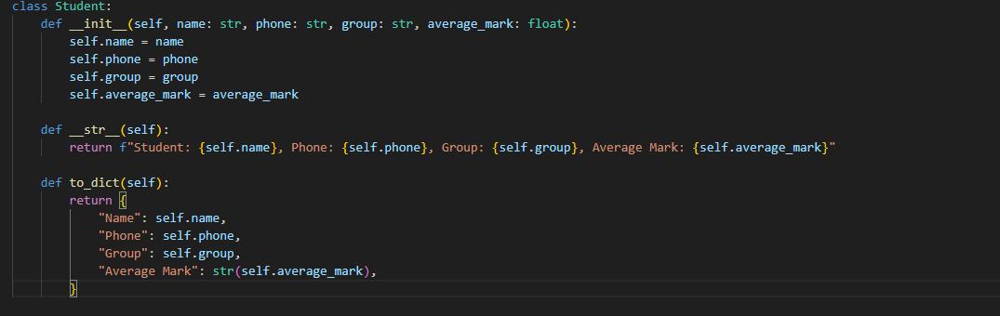 class Student:
    def __init__(self, name: str, phone: str, group: str, average_mark: float):
        self.name = name
        self.phone = phone
        self.group = group
        self.average_mark = average_mark
    def __str__(self):
        return f"Student: {self.name}, Phone: {self.phone}, Group: {self.group}, Average Mark: {self.average_mark}"
    def to_dict(self):
        return {
            "Name": self.name,
            "Phone": self.phone,
            "Group": self.group,
            "Average Mark": str(self.average_mark),
        }